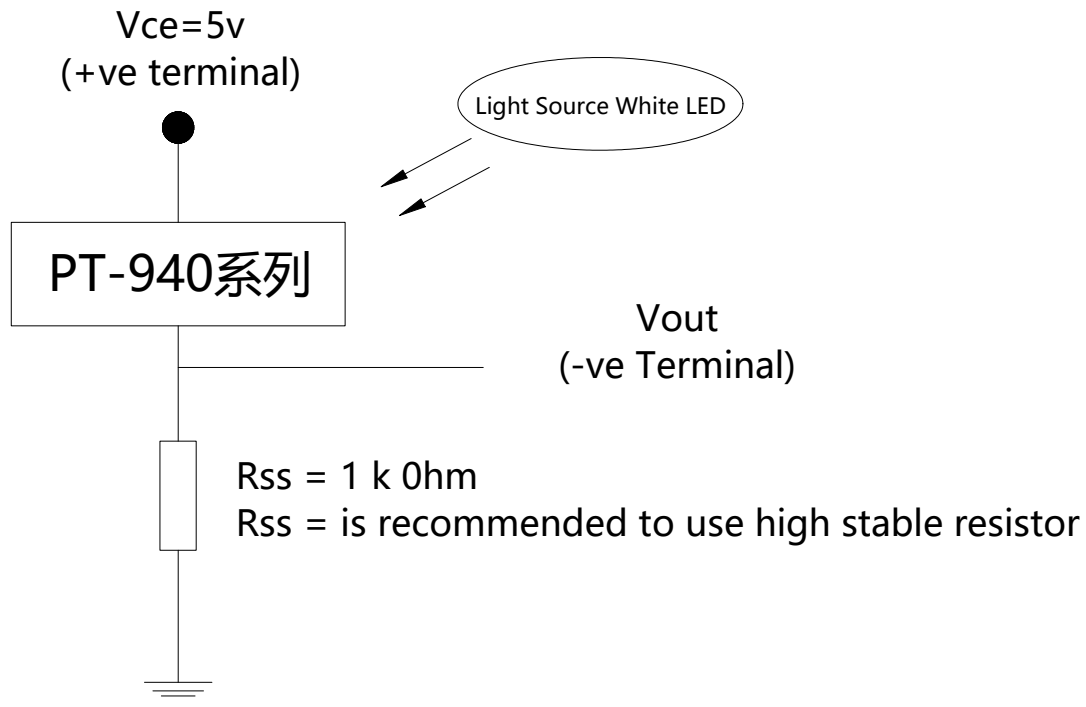 Vce=5v
(+ve terminal)
Light Source White LED
PT-940系列
Vout
(-ve Terminal)
Rss = 1 k 0hm
Rss = is recommended to use high stable resistor